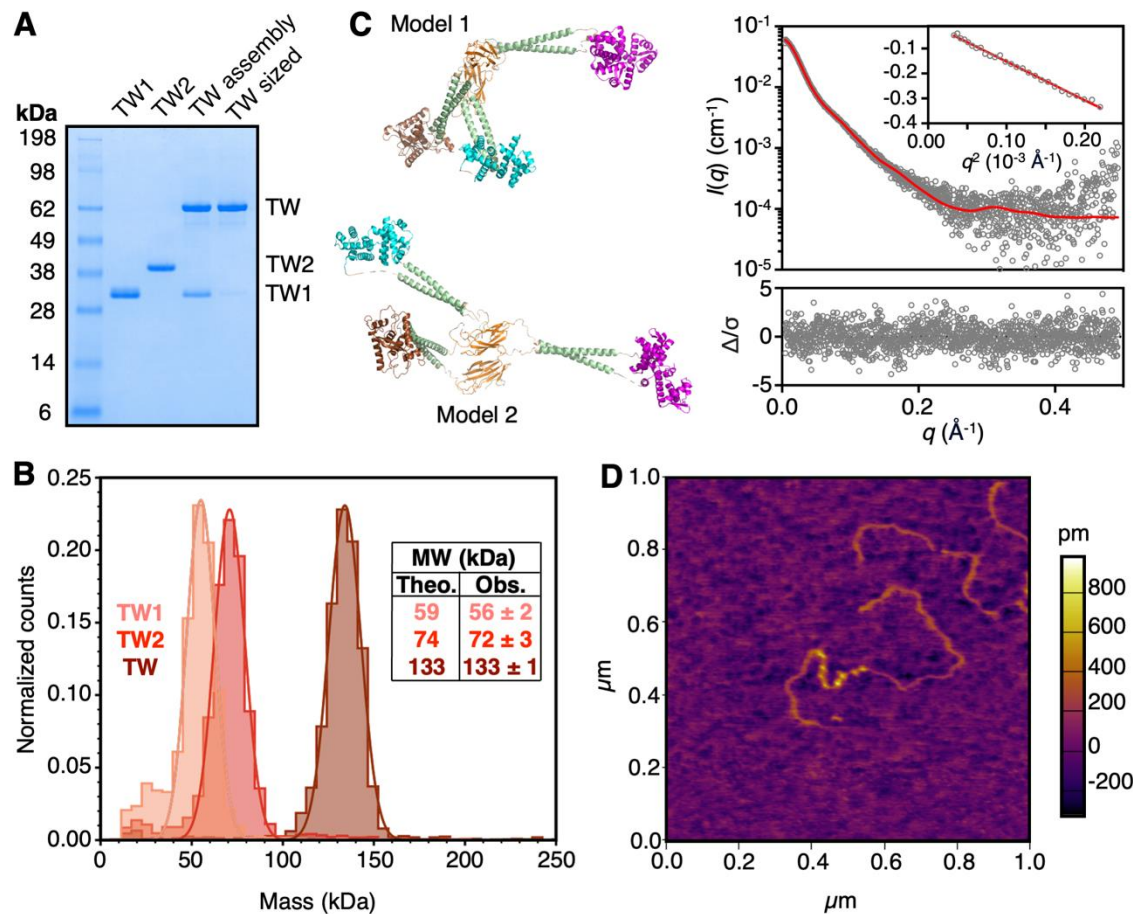 A
TW1
TW2
TW assembly
TW sized
kDa
198
98
62
49
38
28
14
6
TW
TW2
TW1
C
Model 1
Model 2
I(q) (cm⁻¹)
10⁻¹
10⁻²
10⁻³
10⁻⁴
10⁻⁵
-0.1
-0.2
-0.3
-0.4
0.00 0.10 0.20
q² (10⁻³ Å⁻¹)
Δ/σ
5
0
-5
0.0 0.2 0.4
q (Å⁻¹)
B
Normalized counts
0.25
0.20
0.15
0.10
0.05
0.00
0 50 100 150 200 250
Mass (kDa)
TW1
TW2
TW
MW (kDa)
Theo. Obs.
59 56 ± 2
74 72 ± 3
133 133 ± 1
D
μm
1.0
0.8
0.6
0.4
0.2
0.0
0.0 0.2 0.4 0.6 0.8 1.0
μm
pm
800
600
400
200
0
-200